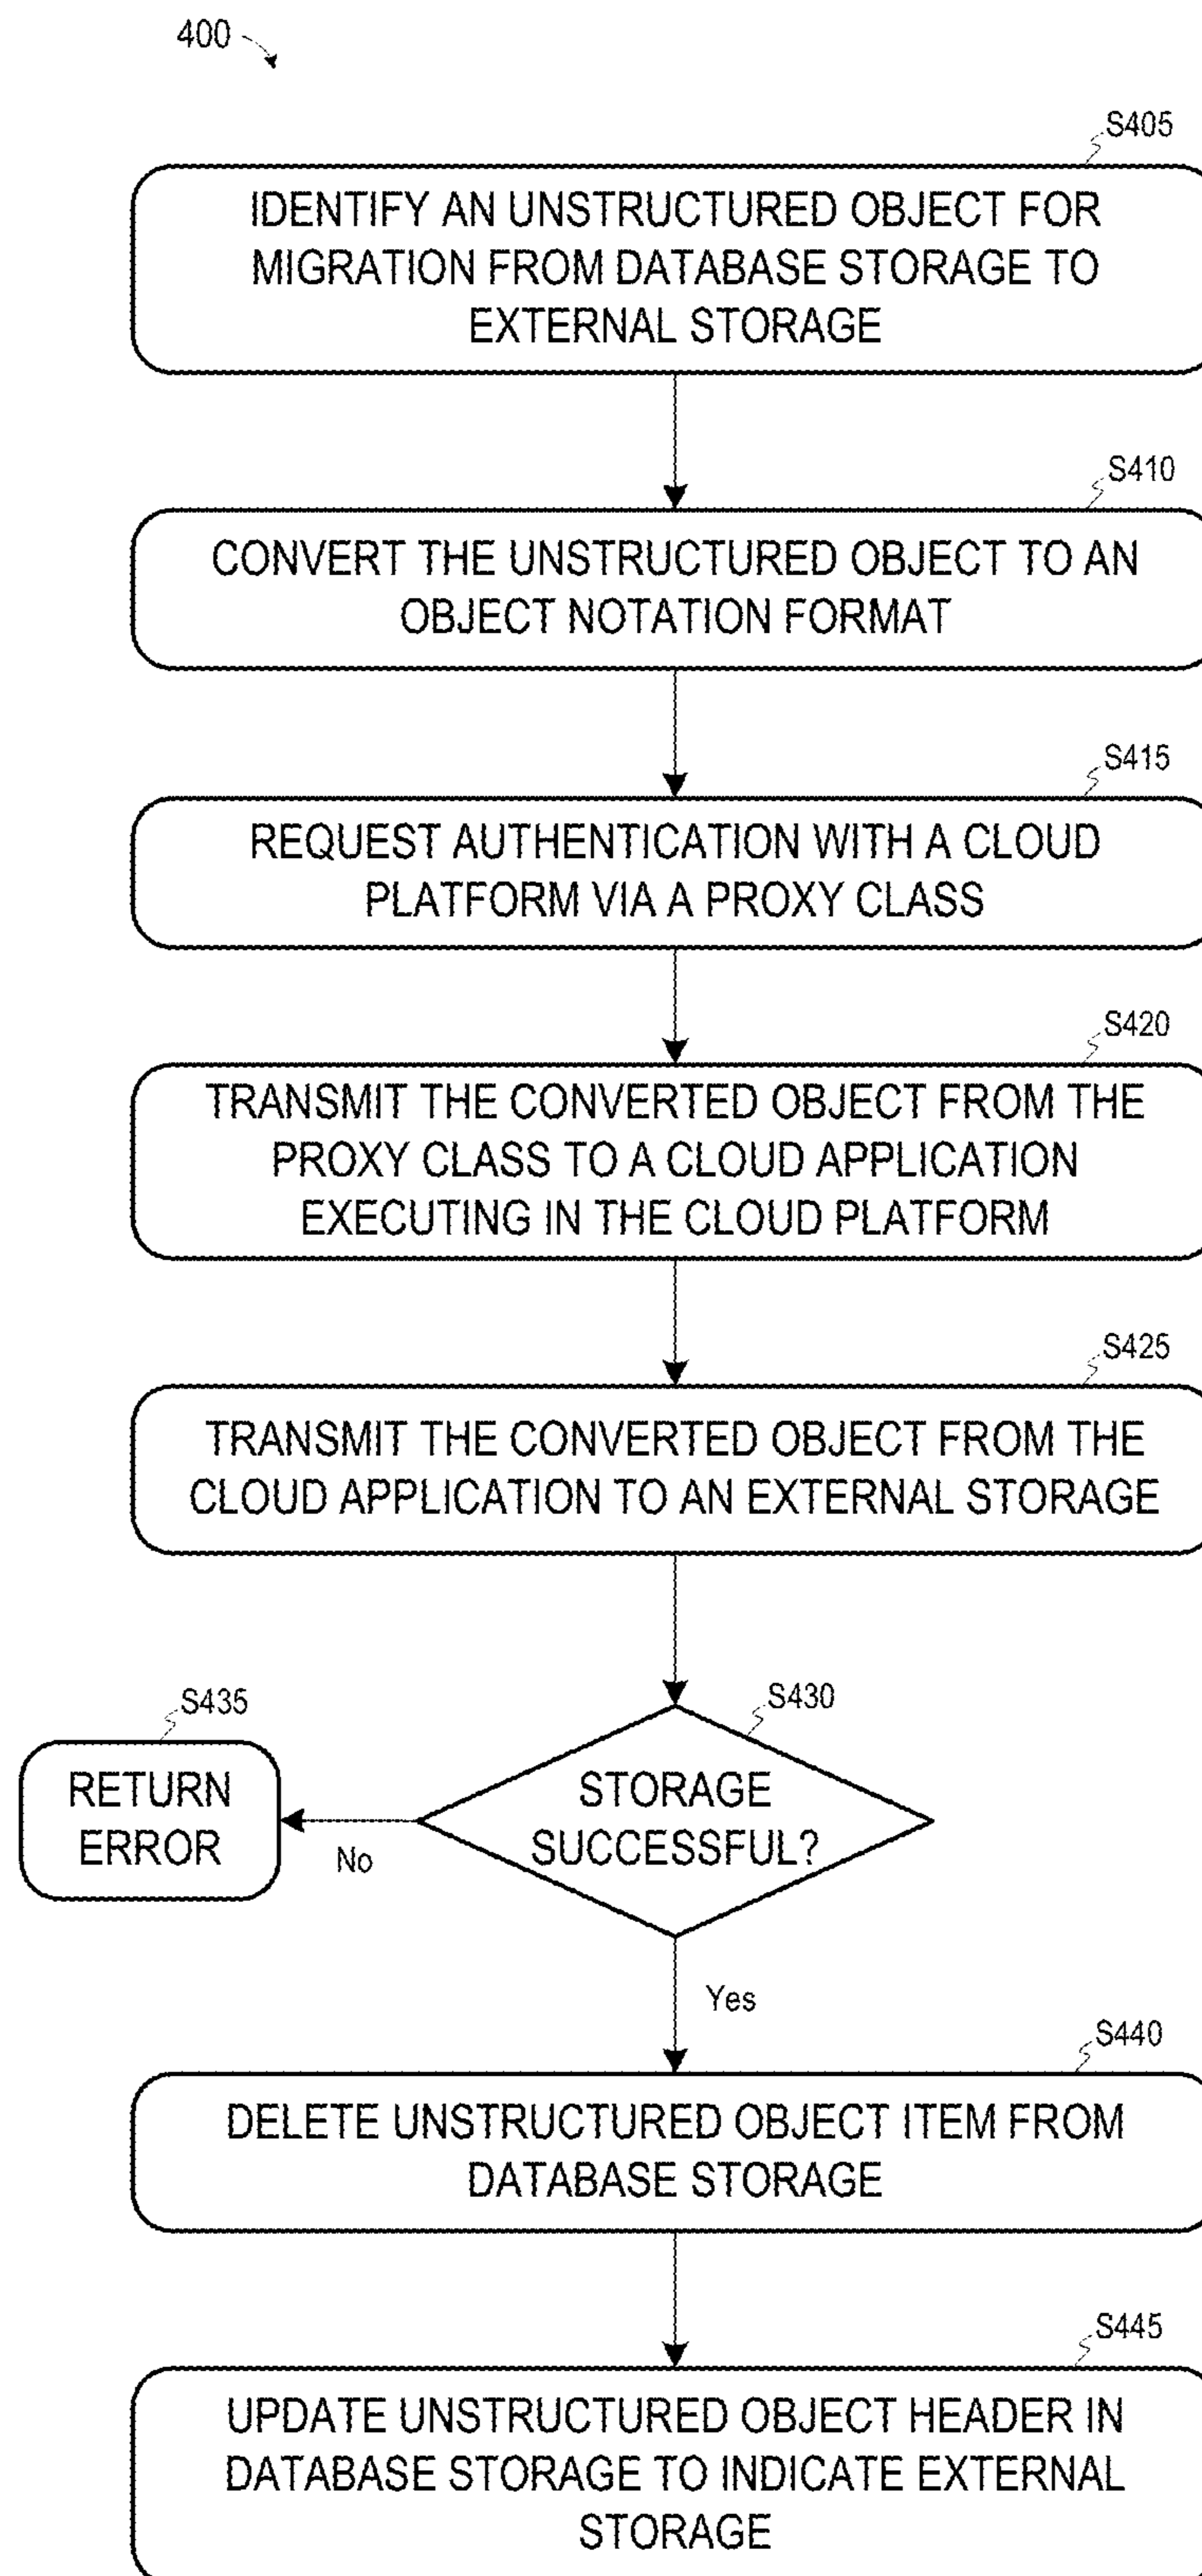 400
S405
IDENTIFY AN UNSTRUCTURED OBJECT FOR
MIGRATION FROM DATABASE STORAGE TO
EXTERNAL STORAGE
S410
CONVERT THE UNSTRUCTURED OBJECT TO AN
OBJECT NOTATION FORMAT
S415
REQUEST AUTHENTICATION WITH A CLOUD
PLATFORM VIA A PROXY CLASS
S420
TRANSMIT THE CONVERTED OBJECT FROM THE
PROXY CLASS TO A CLOUD APPLICATION
EXECUTING IN THE CLOUD PLATFORM
S425
TRANSMIT THE CONVERTED OBJECT FROM THE
CLOUD APPLICATION TO AN EXTERNAL STORAGE
S435
RETURN
ERROR
No
S430
STORAGE
SUCCESSFUL?
Yes
S440
DELETE UNSTRUCTURED OBJECT ITEM FROM
DATABASE STORAGE
S445
UPDATE UNSTRUCTURED OBJECT HEADER IN
DATABASE STORAGE TO INDICATE EXTERNAL
STORAGE